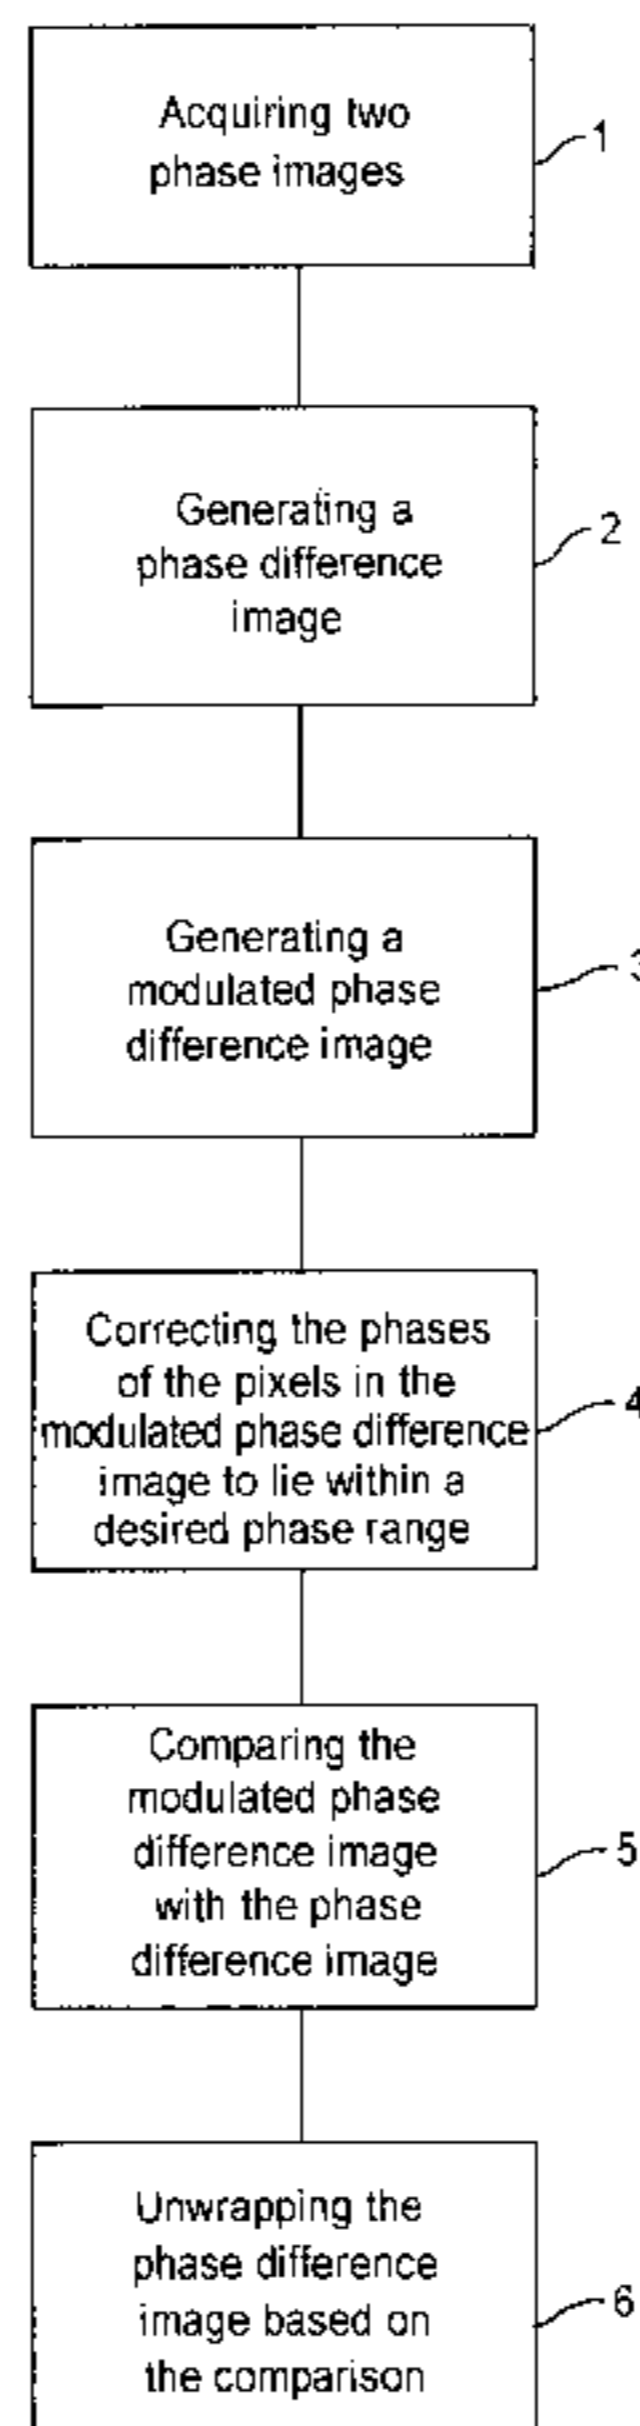 Acquiring two
phase images
1
Generating a
phase difference
image
2
Generating a
modulated phase
difference image
3
Correcting the phases
of the pixels in the
modulated phase difference
image to lie within a
desired phase range
4
Comparing the
modulated phase
difference image
with the phase
difference image
5
Unwrapping the
phase difference
image based on
the comparison
6